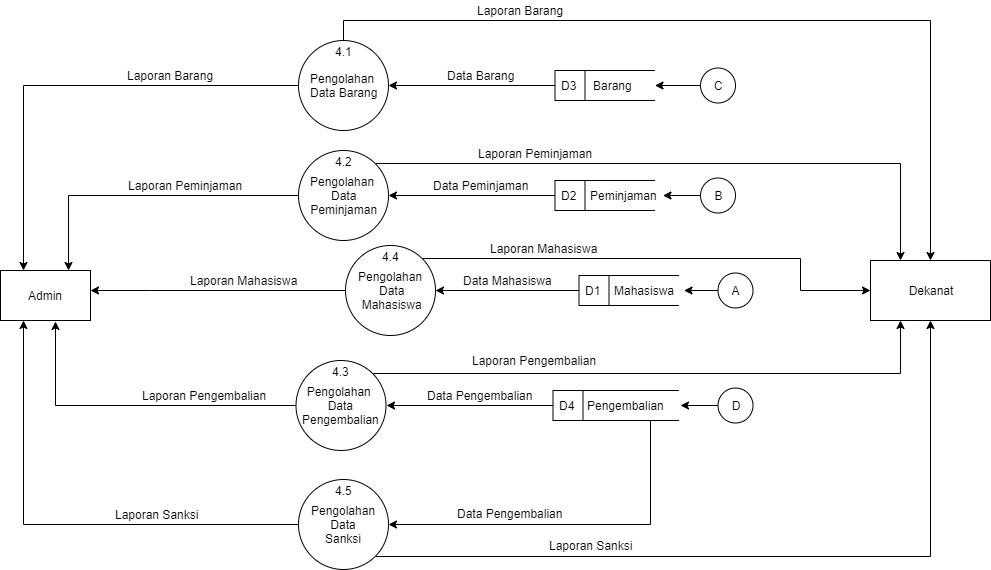 Laporan Barang
4.1
Pengolahan
Data Barang
Laporan Barang
Data Barang
D3 Barang
C
4.2
Pengolahan
Data
Peminjaman
Laporan Peminjaman
Laporan Peminjaman
Data Peminjaman
D2 Peminjaman
B
4.4
Pengolahan
Data
Mahasiswa
Laporan Mahasiswa
Laporan Mahasiswa
Data Mahasiswa
D1 Mahasiswa
A
Admin
Dekanat
4.3
Pengolahan
Data
Pengembalian
Laporan Pengembalian
Laporan Pengembalian
Data Pengembalian
D4 Pengembalian
D
4.5
Pengolahan
Data
Sanksi
Laporan Sanksi
Data Pengembalian
Laporan Sanksi